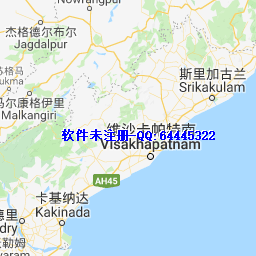 Nowrangpur
杰格德尔布尔
Jagdalpur
斯里加古兰
Srikakulam
马尔康格伊里
Malkangiri
维沙卡帕特南
软件未注册 QQ:64445322
Visakhapatnam
AH45
卡基纳达
Kakinada